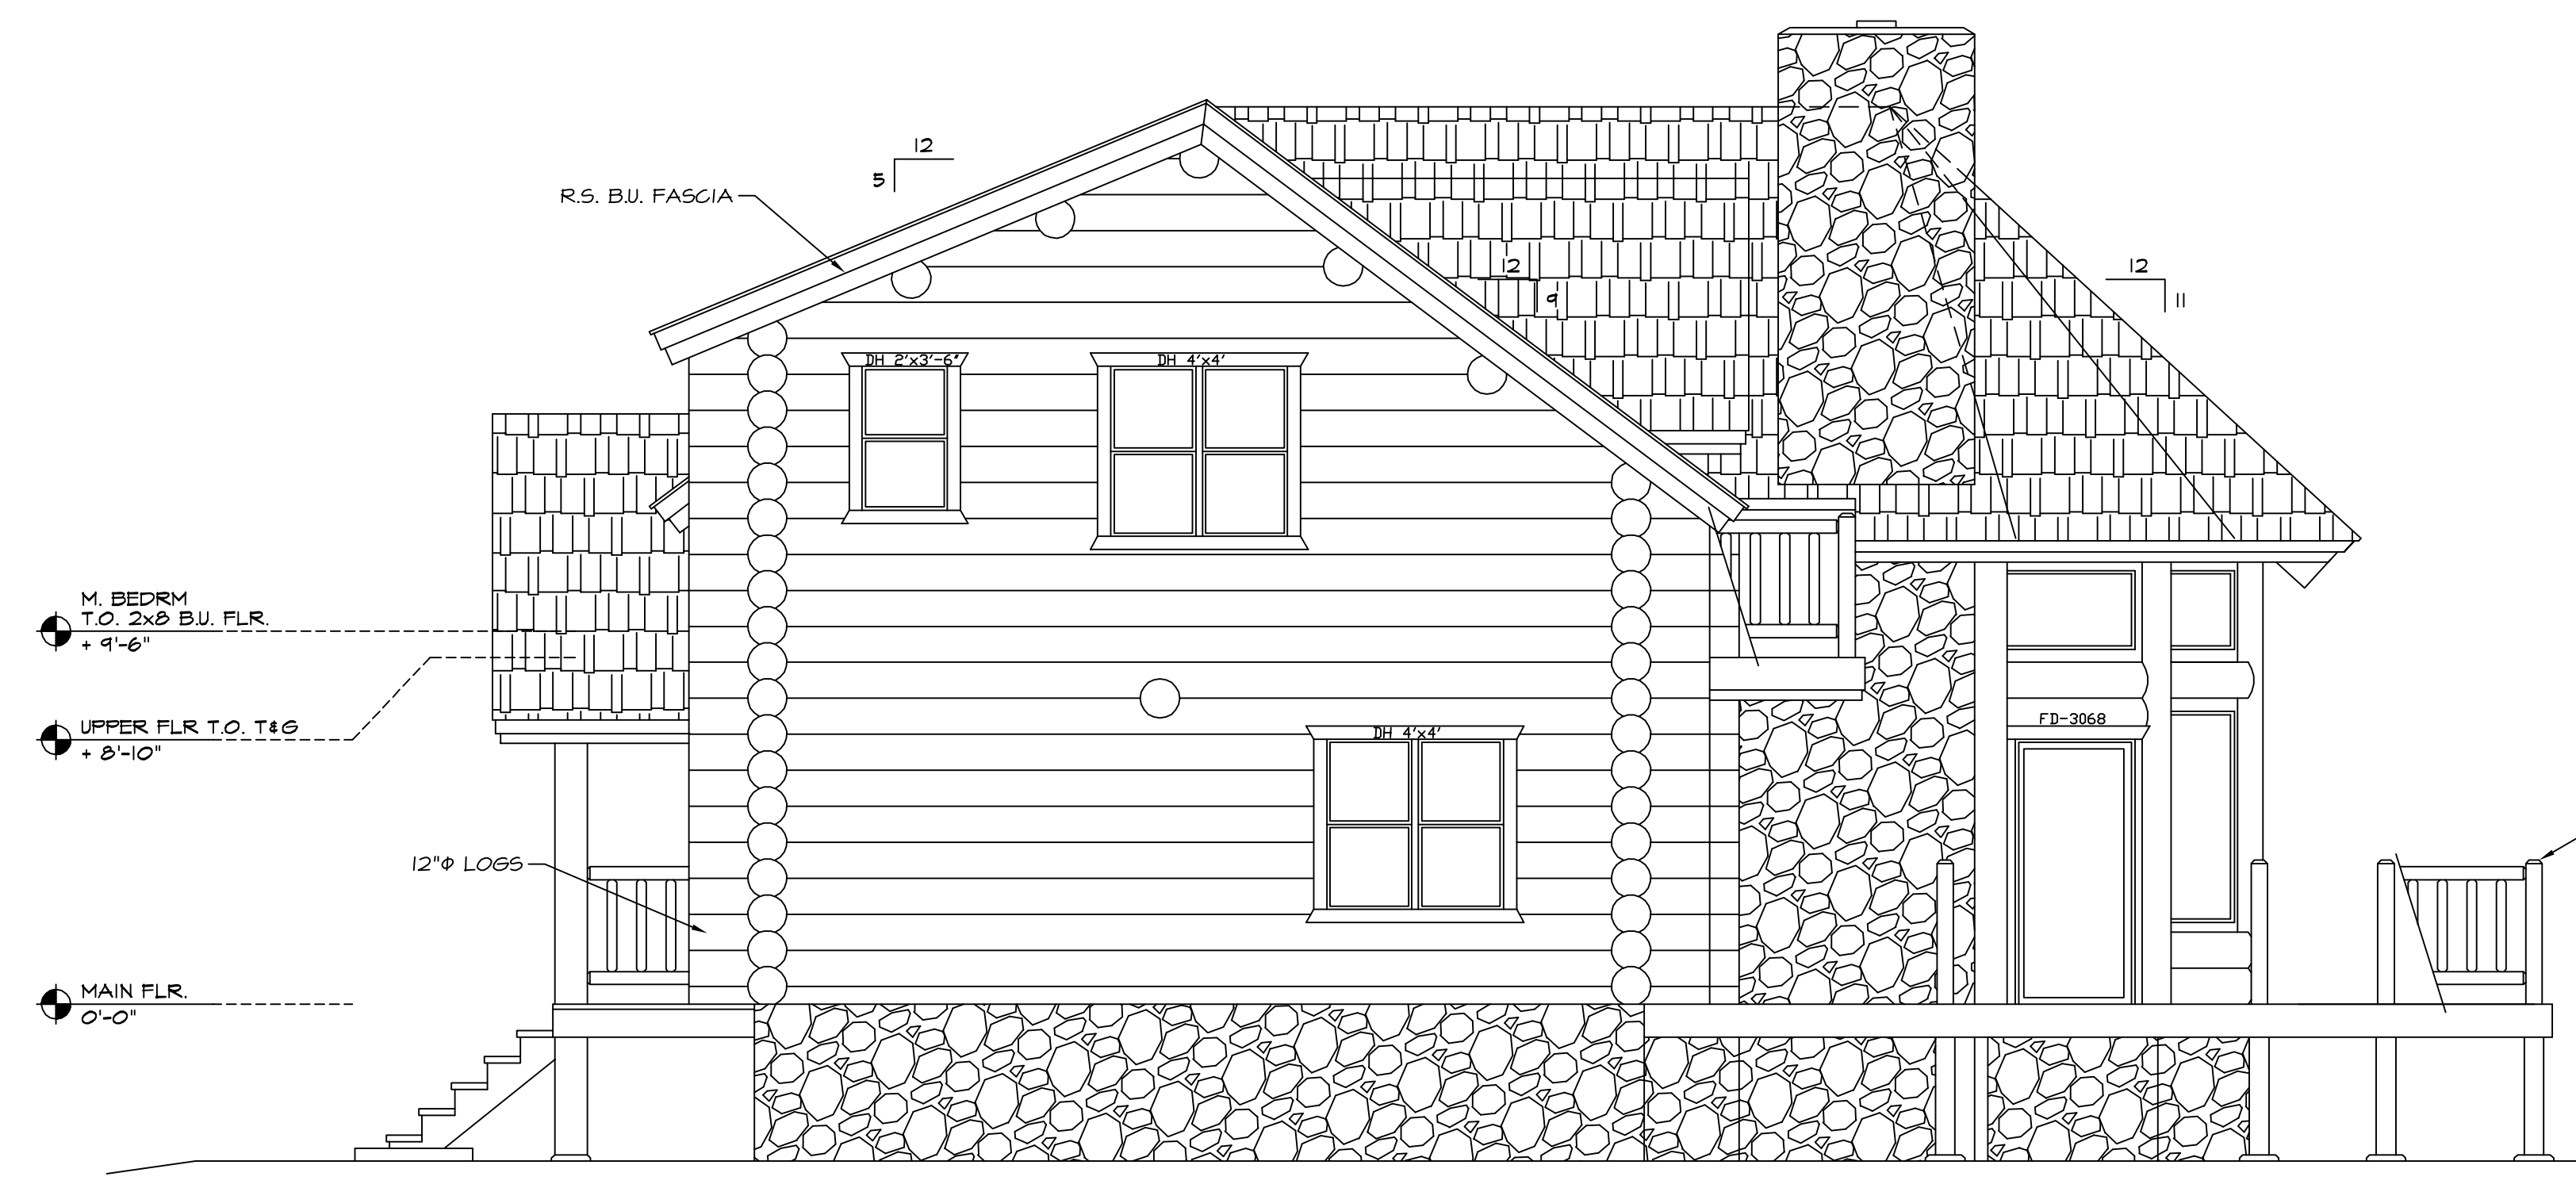 12
5
R.S. B.U. FASCIA
12
9
12
11
DH 2'x3'-6"
DH 4'x4'
M. BEDRM
T.O. 2x8 B.U. FLR.
+ 9'-6"
UPPER FLR T.O. T&G
+ 8'-10"
FD-3068
DH 4'x4'
12"Φ LOGS
MAIN FLR.
0'-0"